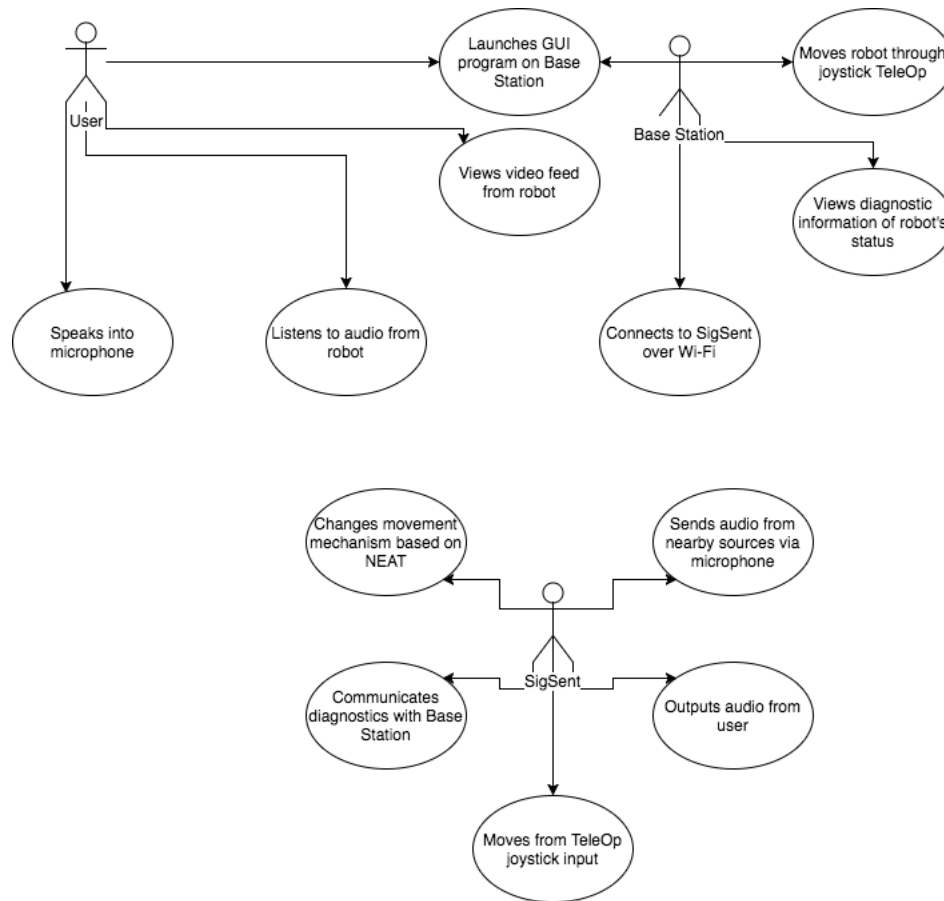 Launches GUI
program on Base
Station
Moves robot through
joystick TeleOp
User
Base Station
Views video feed
from robot
Views diagnostic
information of robot's
status
Speaks into
microphone
Listens to audio from
robot
Connects to SigSent
over Wi-Fi
Changes movement
mechanism based on
NEAT
Sends audio from
nearby sources via
microphone
SigSent
Communicates
diagnostics with Base
Station
Outputs audio from
user
Moves from TeleOp
joystick input